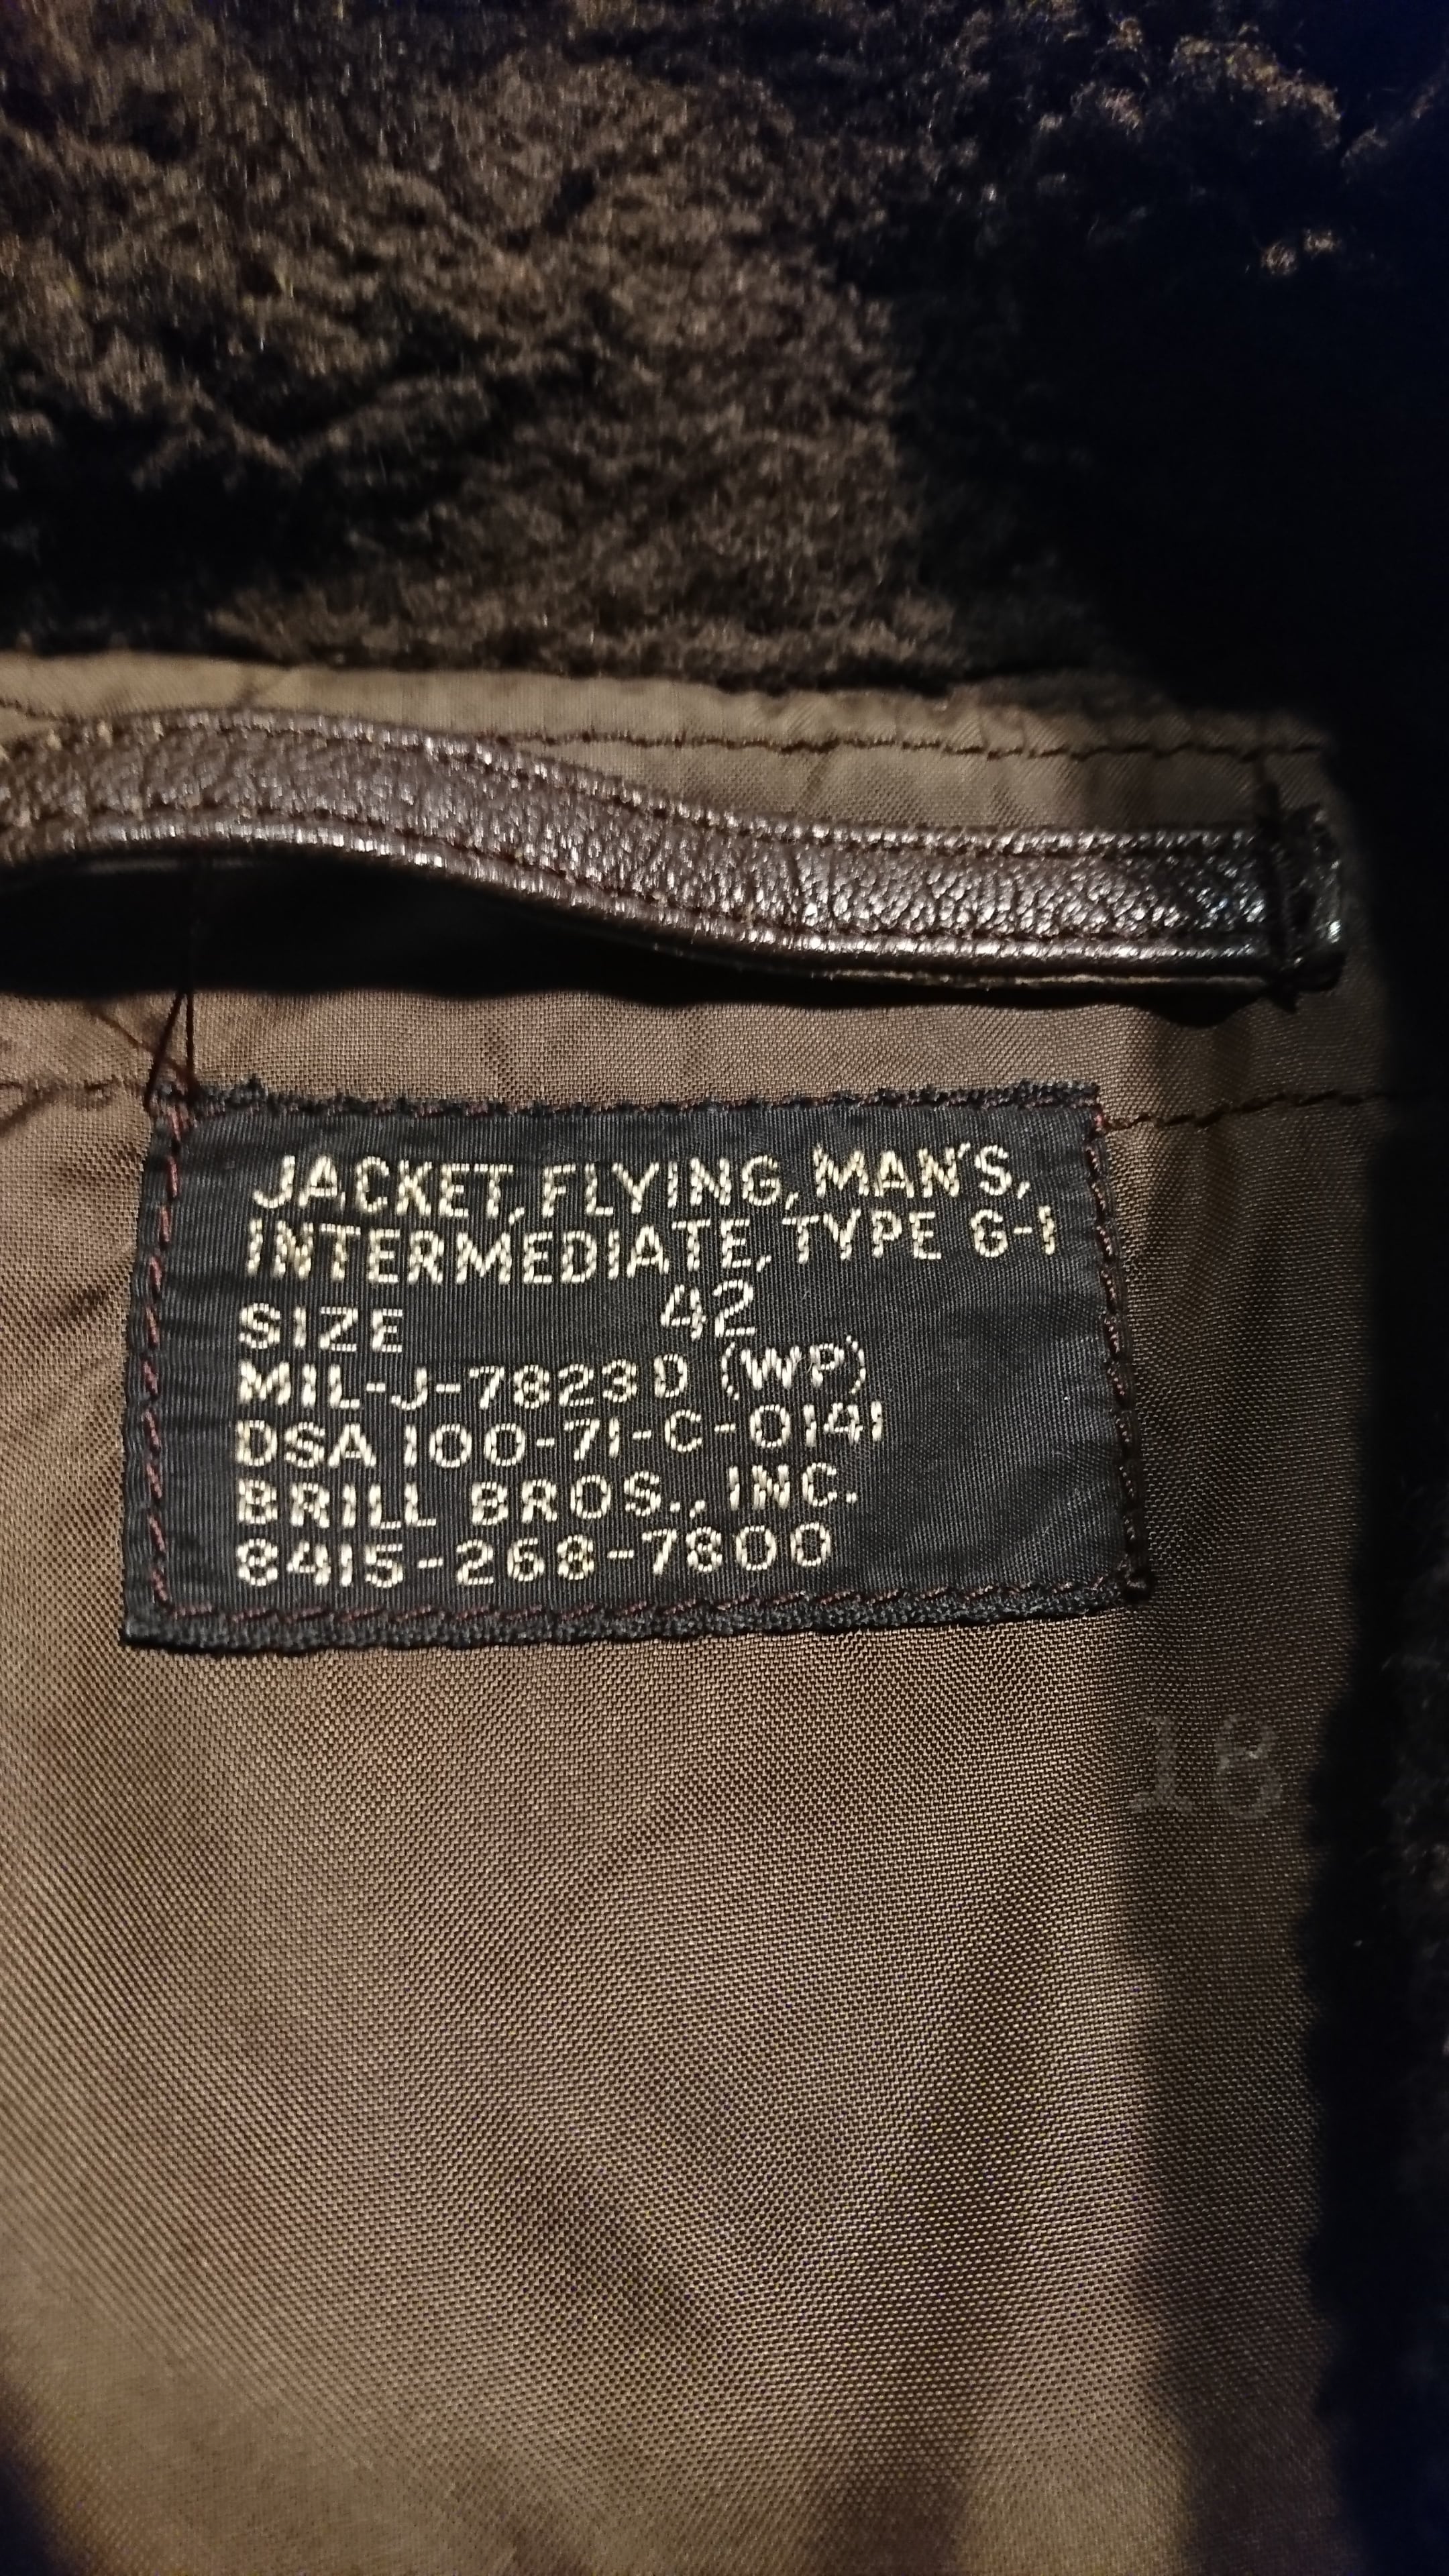 JACKET, FLYING, MAN'S,
INTERMEDIATE, TYPE G-1
SIZE 42
MIL-J-7823D (WP)
DSA 100-71-C-0141
BRILL BROS., INC.
8415-268-7800
18